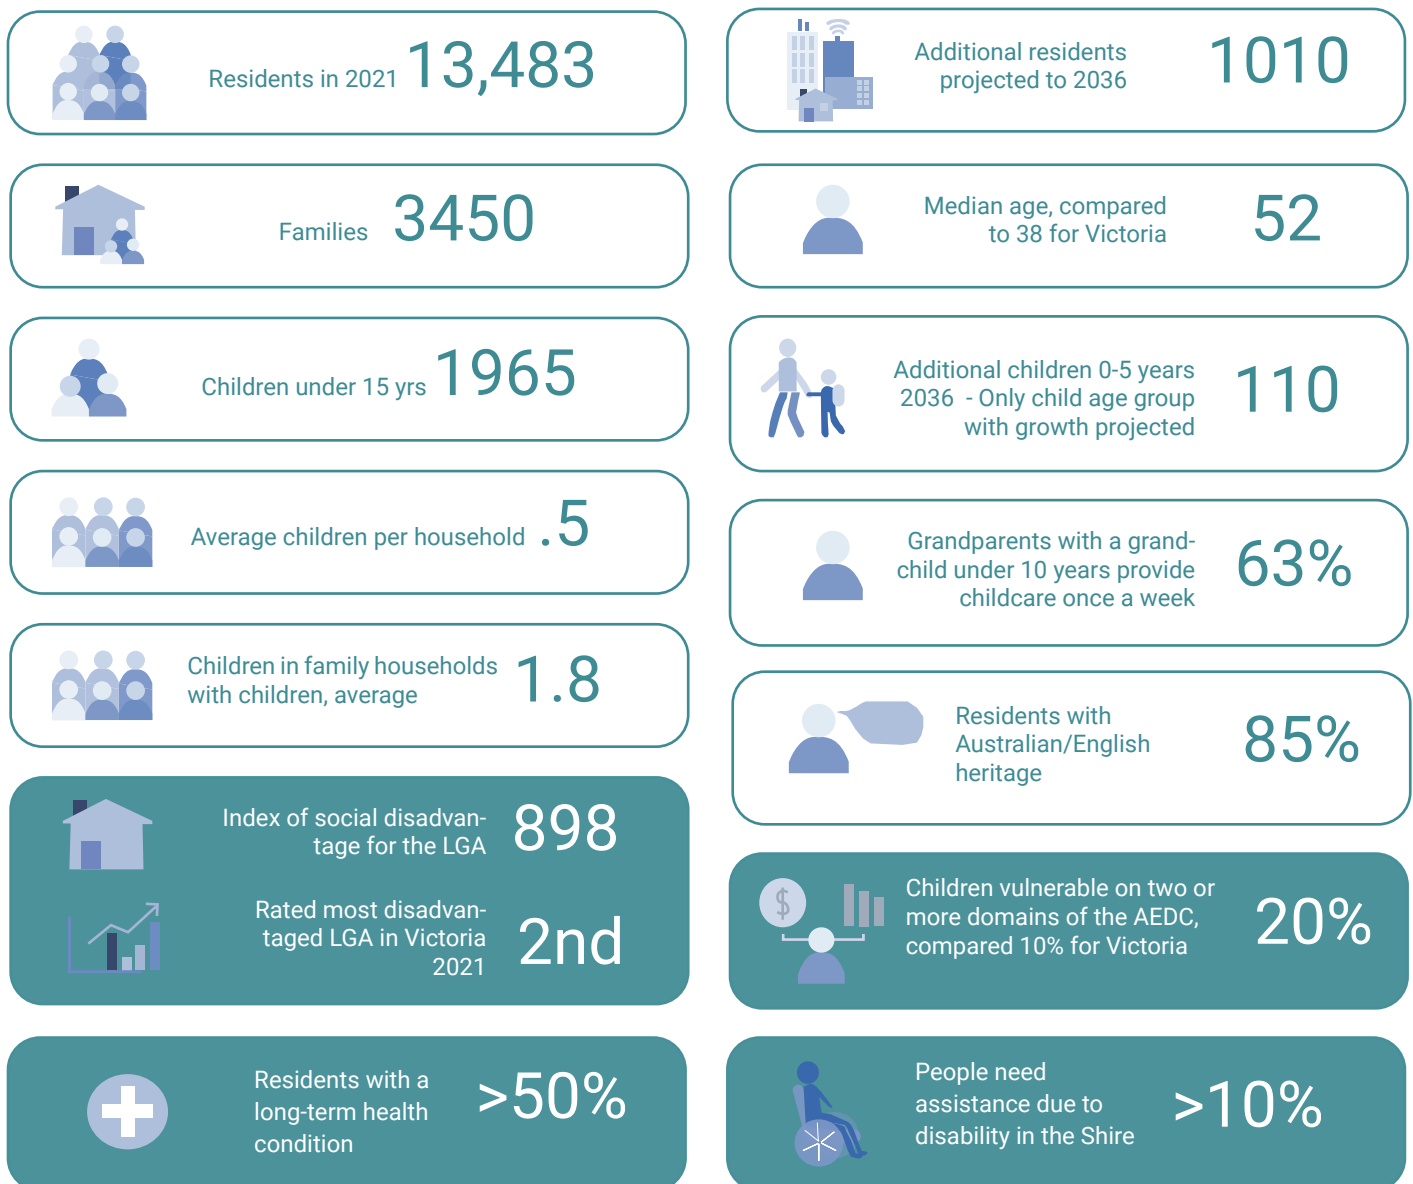 Residents in 2021 13,483
Families 3450
Children under 15 yrs 1965
Average children per household .5
Children in family households
with children, average
1.8
Index of social disadvan-
tage for the LGA
898
Rated most disadvan-
taged LGA in Victoria
2021
2nd
Residents with a
long-term health
condition
>50%
Additional residents
projected to 2036
1010
Median age, compared
to 38 for Victoria
52
Additional children 0-5 years
2036 - Only child age group
with growth projected
110
Grandparents with a grand-
child under 10 years provide
childcare once a week
63%
Residents with
Australian/English
heritage
85%
$
Children vulnerable on two or
more domains of the AEDC,
compared 10% for Victoria
20%
People need
assistance due to
disability in the Shire
>10%